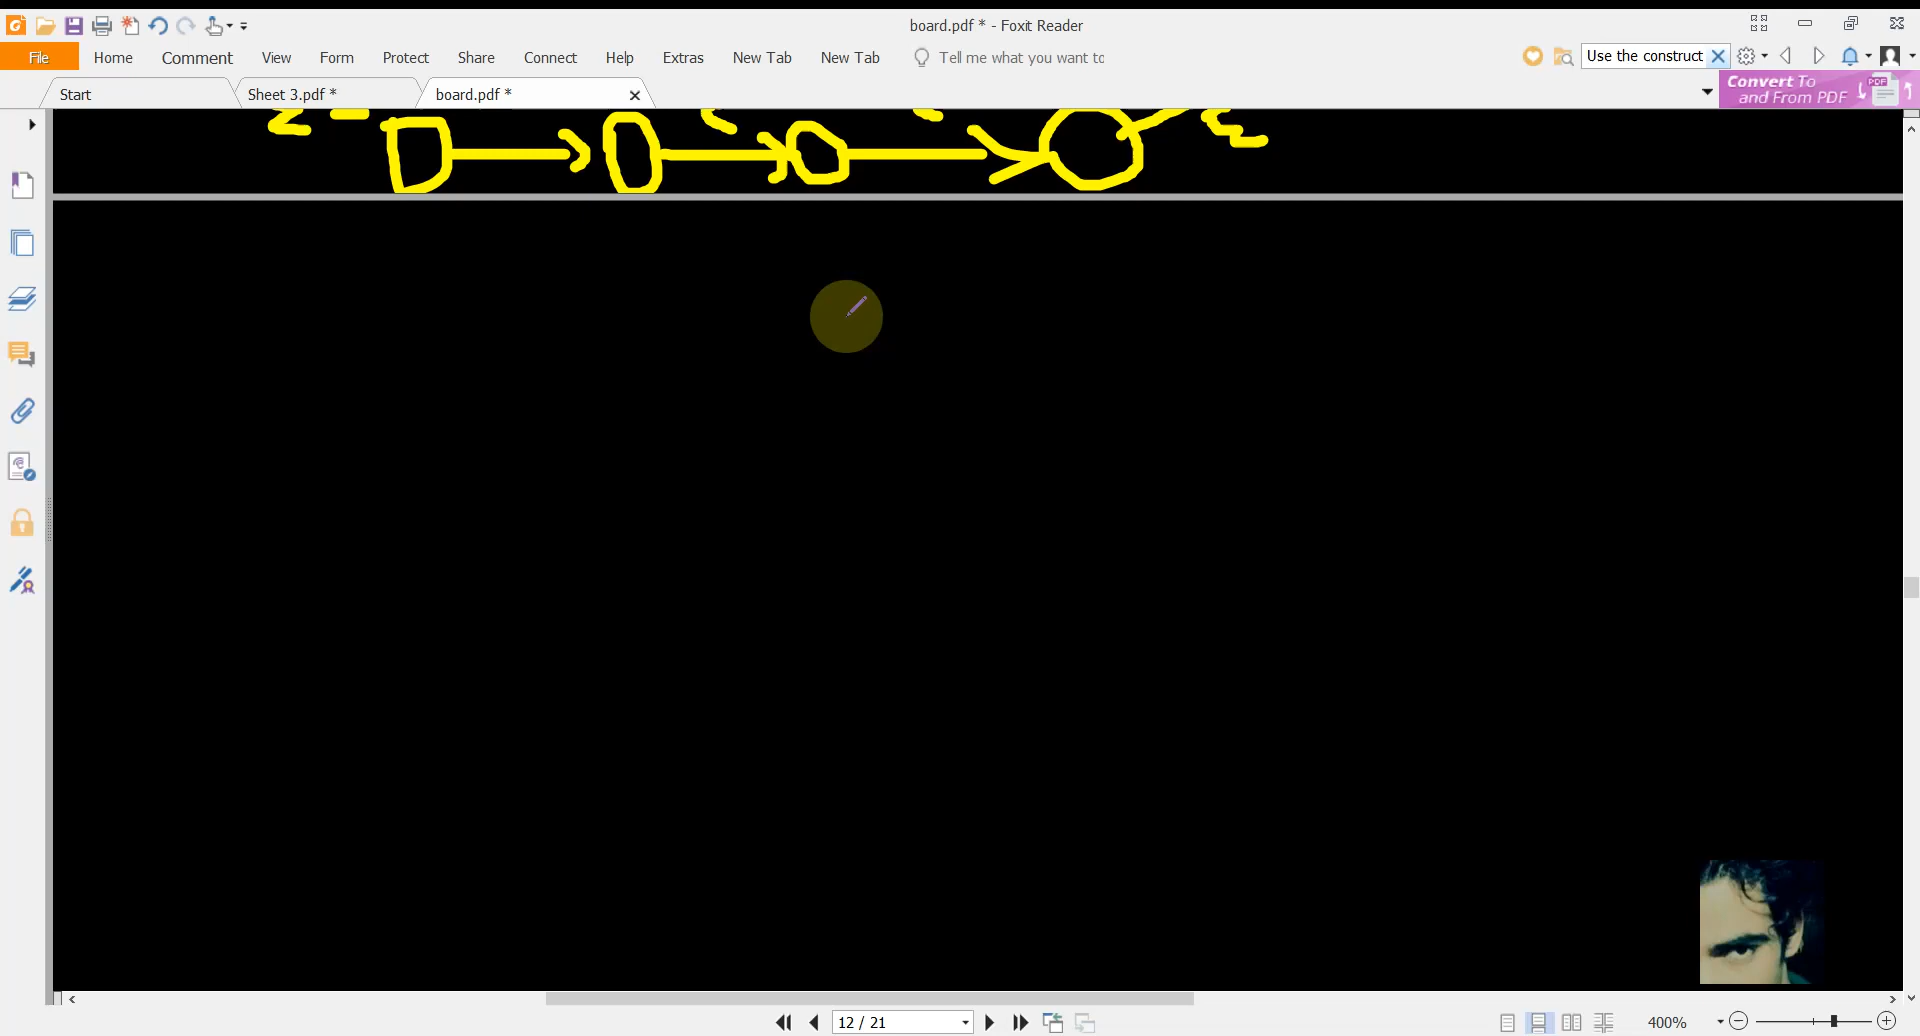 board.pdf * - Foxit Reader
File Home Comment View Form Protect Share Connect Help Extras New Tab New Tab Tell me what you want to Use the construct
Start Sheet 3.pdf * board.pdf *
Convert To
and From PDF
PDF
12 / 21
400%